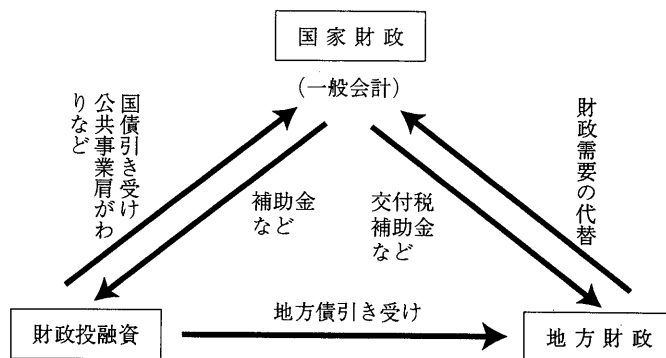 国家財政
(一般会計)
国債引き受け
公共事業肩がわ
りなど
補助金
など
交付税
補助金
など
財政需要の代替
地方債引き受け
財政投融資
地方財政